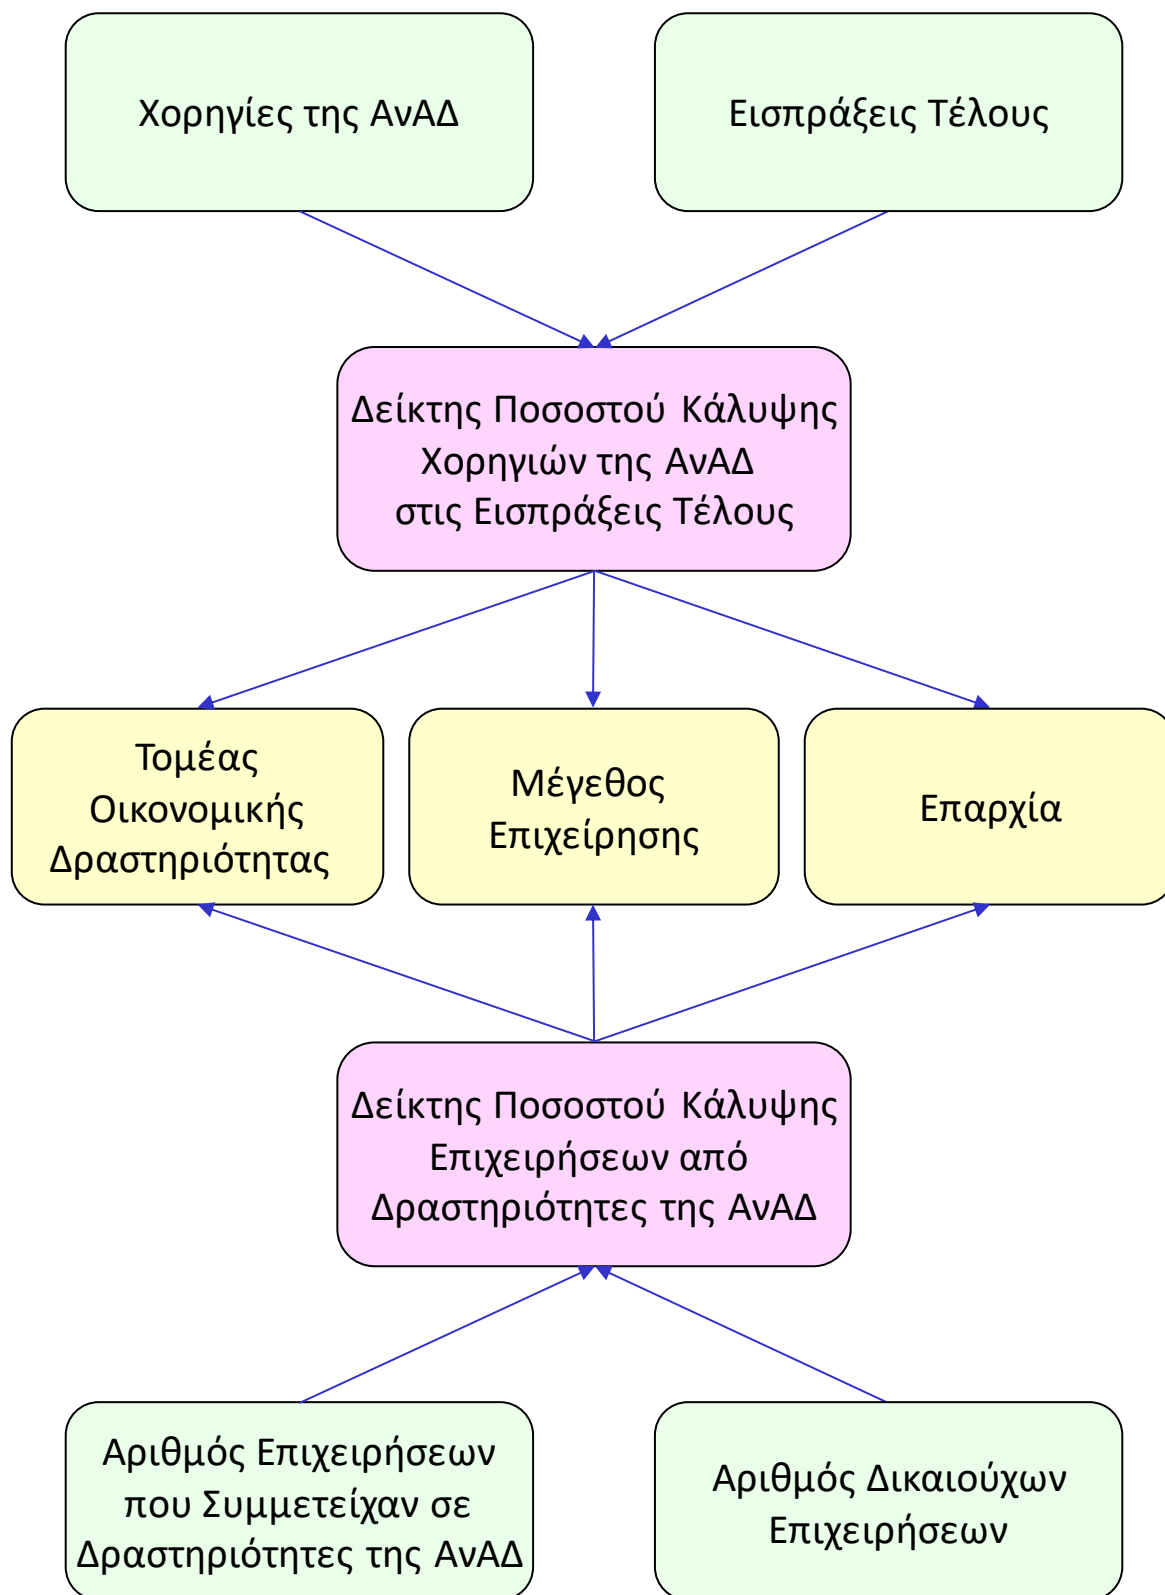 Χορηγίες της ΑνΑΔ
Εισπράξεις Τέλους
Δείκτης Ποσοστού Κάλυψης
Χορηγιών της ΑνΑΔ
στις Εισπράξεις Τέλους
Τομέας
Οικονομικής
Δραστηριότητας
Μέγεθος
Επιχείρησης
Επαρχία
Δείκτης Ποσοστού Κάλυψης
Επιχειρήσεων από
Δραστηριότητες της ΑνΑΔ
Αριθμός Επιχειρήσεων
που Συμμετείχαν σε
Δραστηριότητες της ΑνΑΔ
Αριθμός Δικαιούχων
Επιχειρήσεων